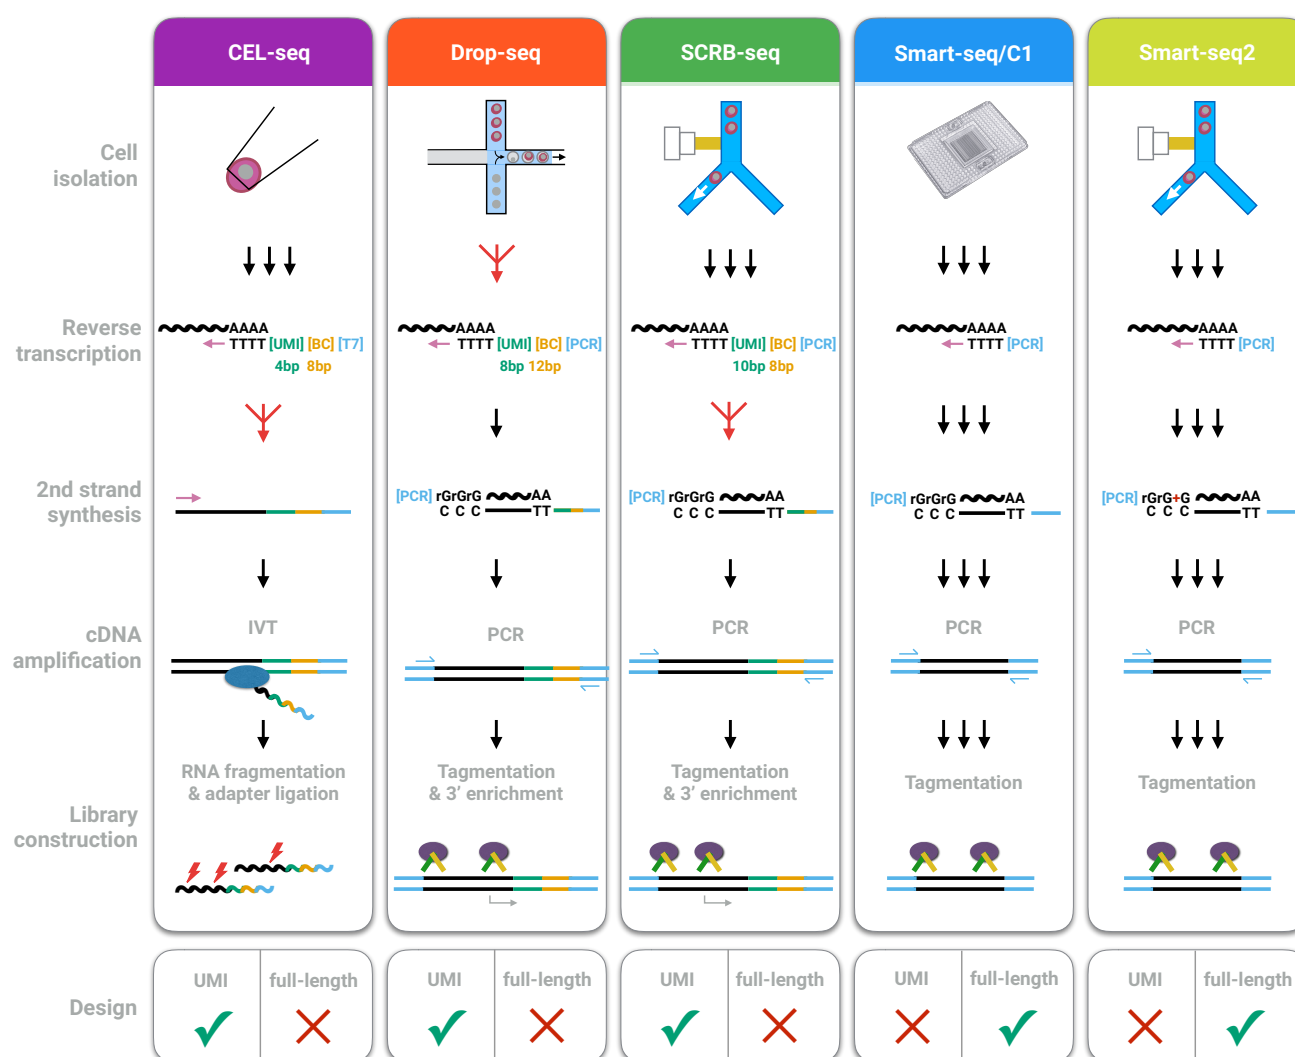 CEL-seq
Drop-seq
SCRB-seq
Smart-seq/C1
Smart-seq2
Cell
isolation
Reverse
transcription
AAAA
TTTT [UMI] [BC] [T7]
4bp 8bp
AAAA
TTTT [UMI] [BC] [PCR]
8bp 12bp
AAAA
TTTT [UMI] [BC] [PCR]
10bp 8bp
AAAA
TTTT [PCR]
AAAA
TTTT [PCR]
2nd strand
synthesis
[PCR] rGrGrG AA
C C C TT
[PCR] rGrGrG AA
C C C TT
[PCR] rGrGrG AA
C C C TT
[PCR] rGrG+G AA
C C C TT
cDNA
amplification
IVT
PCR
PCR
PCR
PCR
Library
construction
RNA fragmentation
& adapter ligation
Tagmentation
& 3’ enrichment
Tagmentation
& 3’ enrichment
Tagmentation
Tagmentation
Design
UMI full-length
UMI full-length
UMI full-length
UMI full-length
UMI full-length